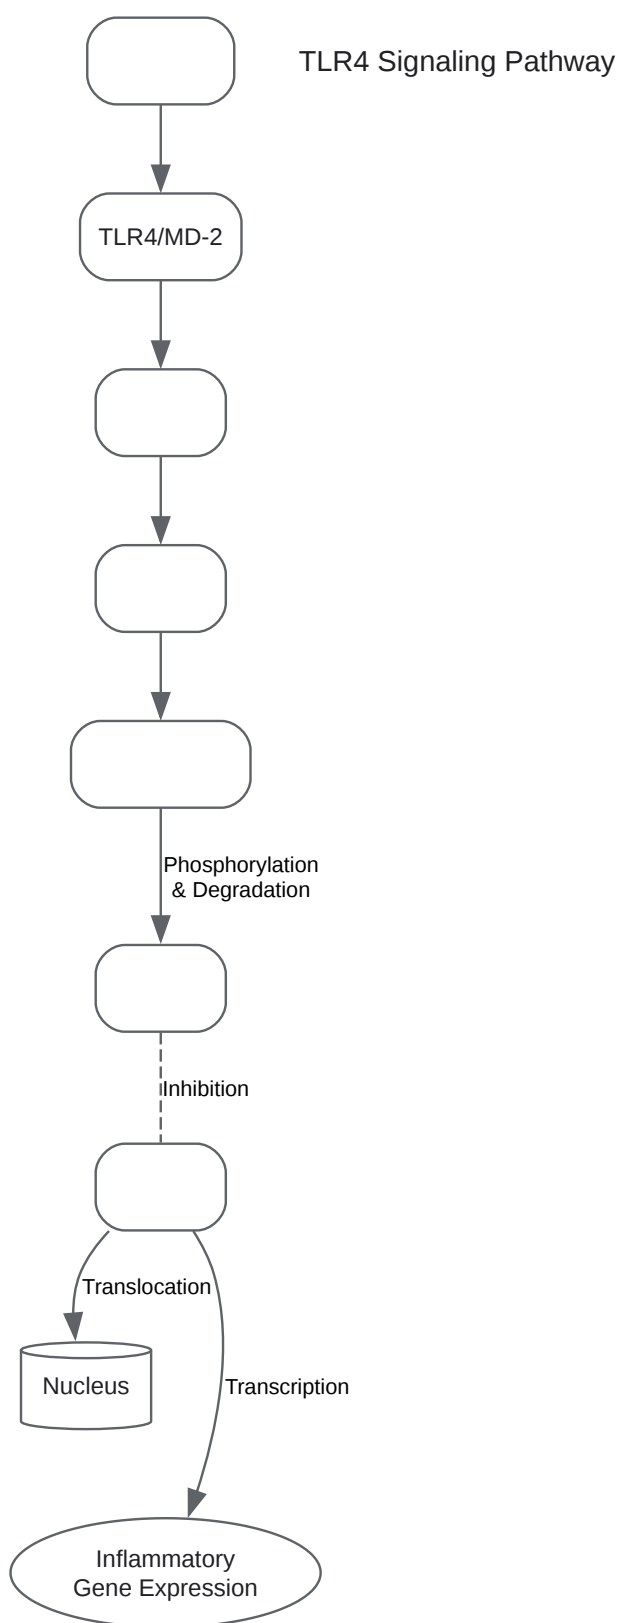 TLR4 Signaling Pathway
TLR4/MD-2
Phosphorylation
& Degradation
Inhibition
Translocation
Nucleus
Transcription
Inflammatory
Gene Expression